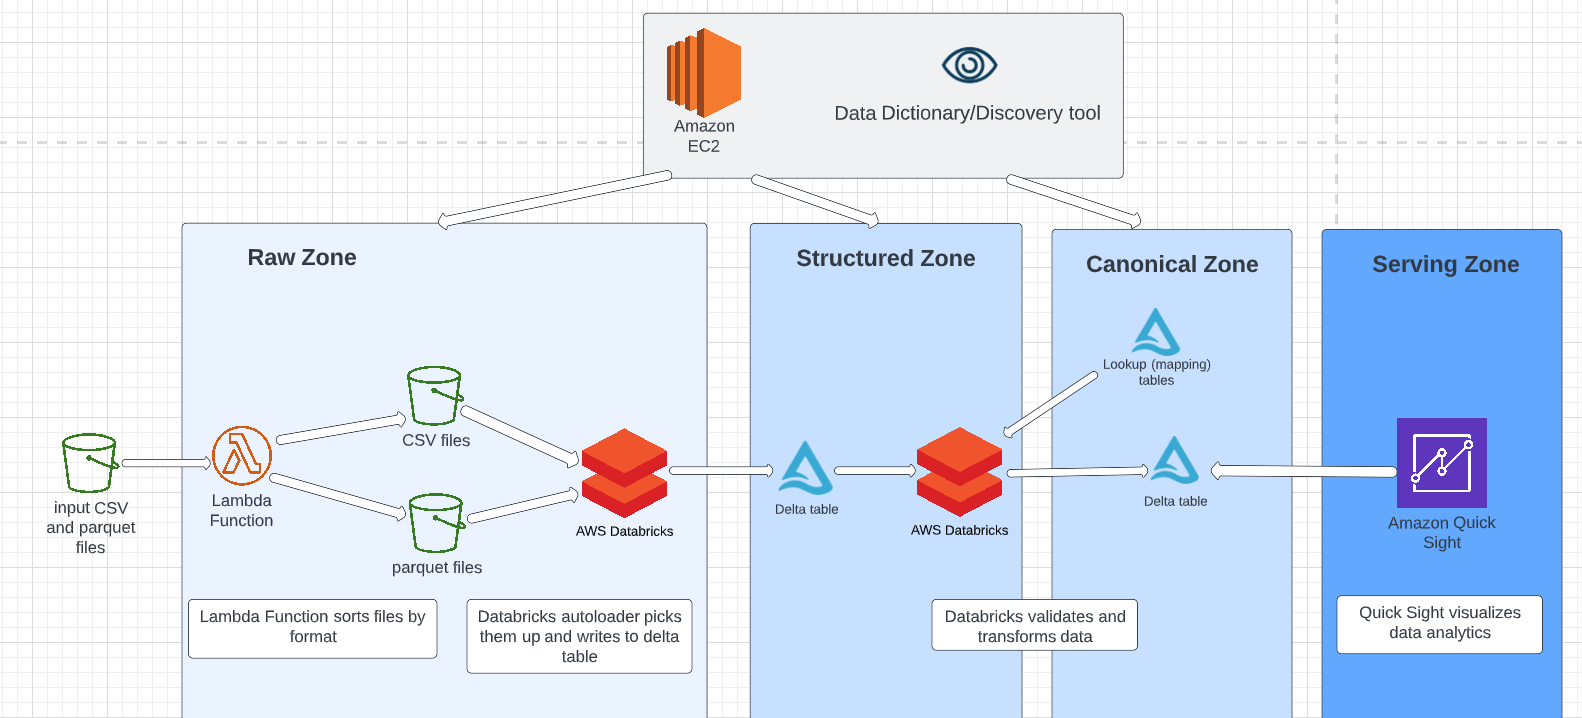 Amazon
EC2
Data Dictionary/Discovery tool
Raw Zone
Structured Zone
Canonical Zone
Serving Zone
Lookup (mapping)
tables
input CSV
and parquet
files
Lambda
Function
CSV files
parquet files
AWS Databricks
Delta table
AWS Databricks
Delta table
Amazon Quick
Sight
Lambda Function sorts files by
format
Databricks autoloader picks
them up and writes to delta
table
Databricks validates and
transforms data
Quick Sight visualizes
data analytics